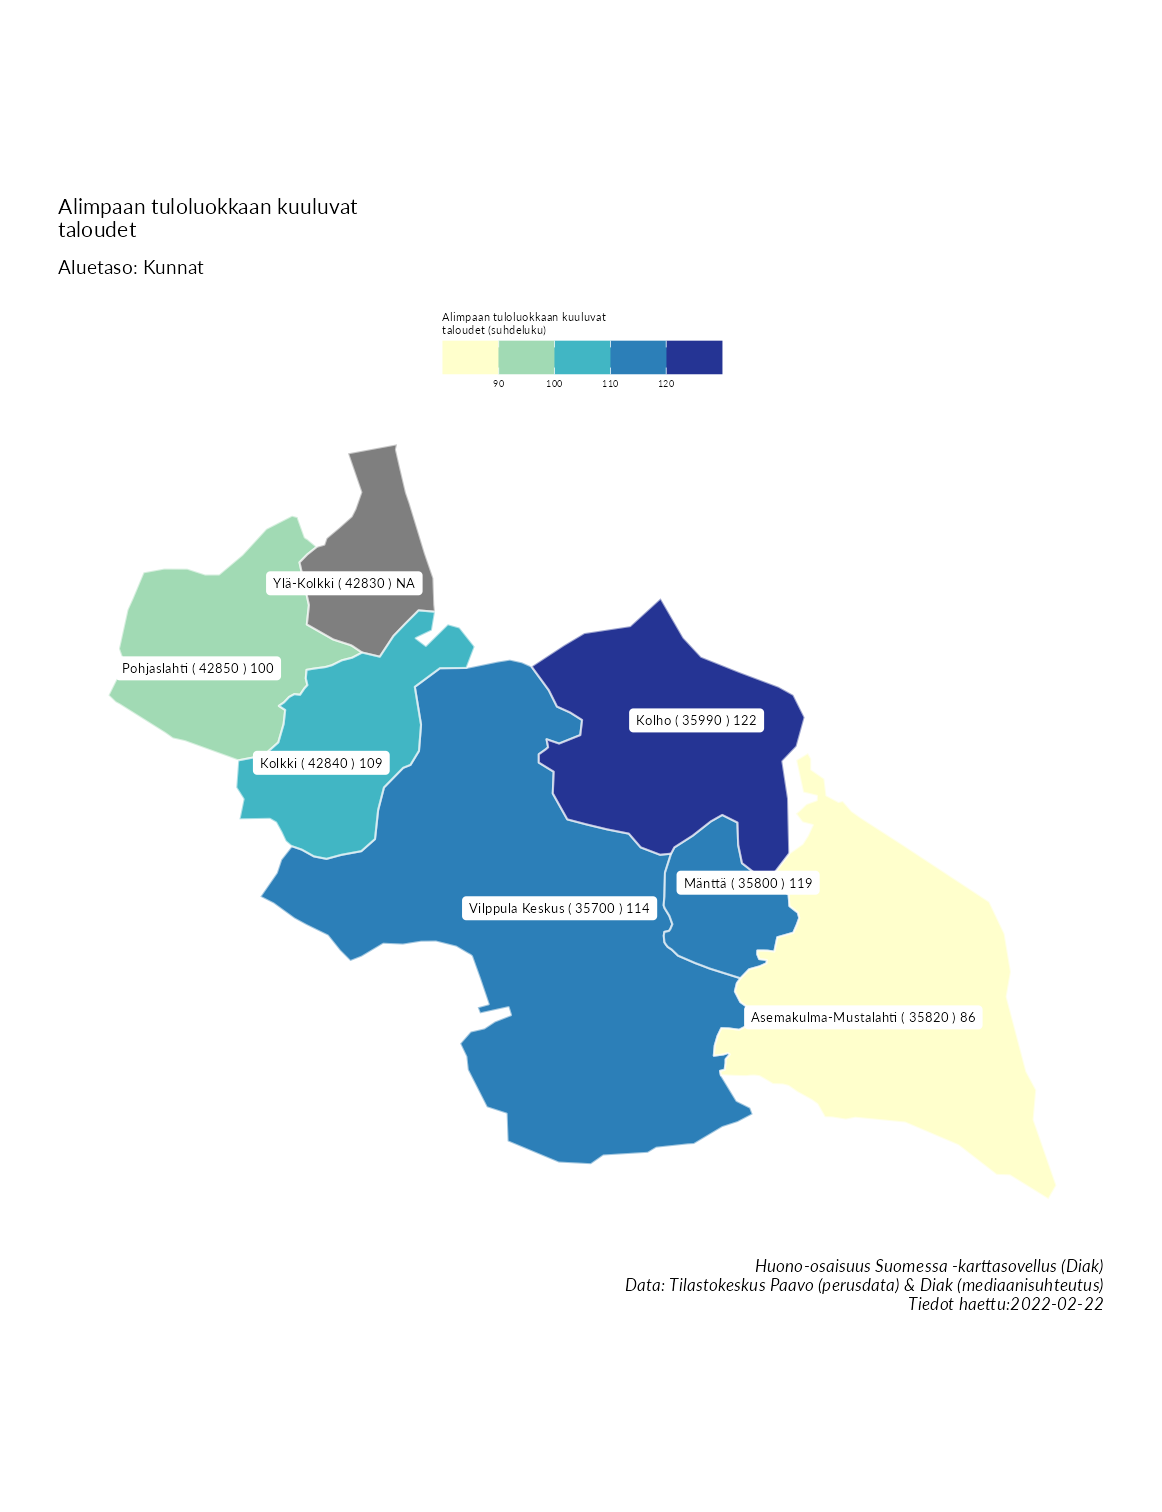 Alimpaan tuloluokkaan kuuluvat
taloudet
Aluetaso: Kunnat
Alimpaan tuloluokkaan kuuluvat
taloudet (suhdeluku)
90 100 110 120
Ylä-Kolkki ( 42830 ) NA
Pohjaslahti ( 42850 ) 100
Kolho ( 35990 ) 122
Kolkki ( 42840 ) 109
Mänttä ( 35800 ) 119
Vilppula Keskus ( 35700 ) 114
Asemakulma-Mustalahti ( 35820 ) 86
Huono-osaisuus Suomessa -karttasovellus (Diak)
Data: Tilastokeskus Paavo (perusdata) & Diak (mediaanisuhteutus)
Tiedot haettu:2022-02-22